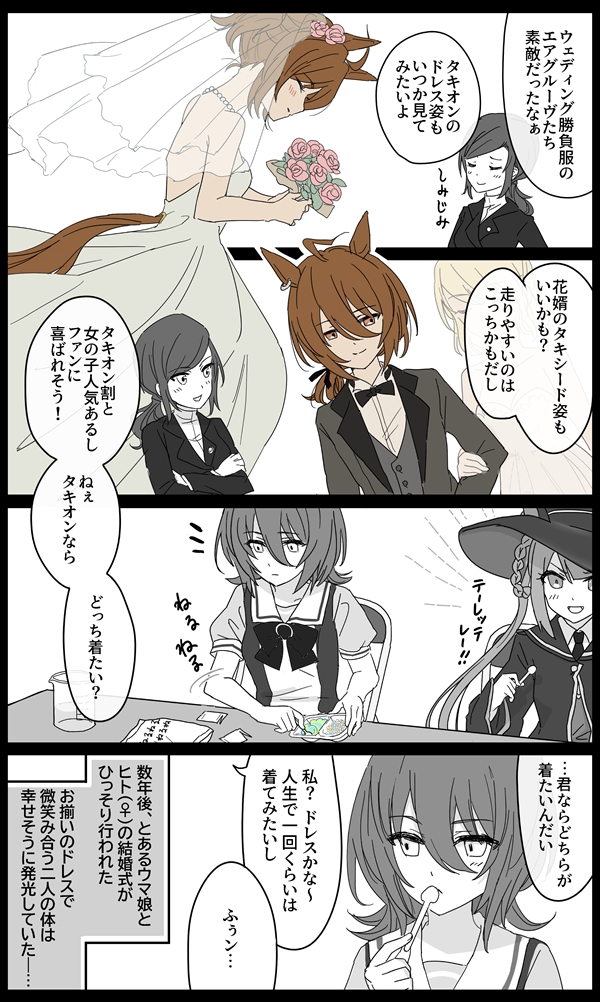 ウェディング勝負服の
エアグルーヴたち
素敵だったなぁ
タキオンの
ドレス姿も
いつか見て
みたいよ
しみじみ
花婿のタキシード姿も
いいかも?
走りやすいのは
こっちかもだし
タキオン割と
女の子人気あるし
ファンに
喜ばれそう!
ねぇ
タキオンなら
どっち着たい?
テーレッテ
レー!!
ねる
ねる
ねるねるねるね
…君ならどちらが
着たいんだい
私? ドレスかな〜
人生で一回くらいは
着てみたいし
ふぅン…
数年後、とあるウマ娘と
ヒト(♀)の結婚式が
ひっそり行われた
お揃いのドレスで
微笑み合う二人の体は
幸せそうに発光していた──…